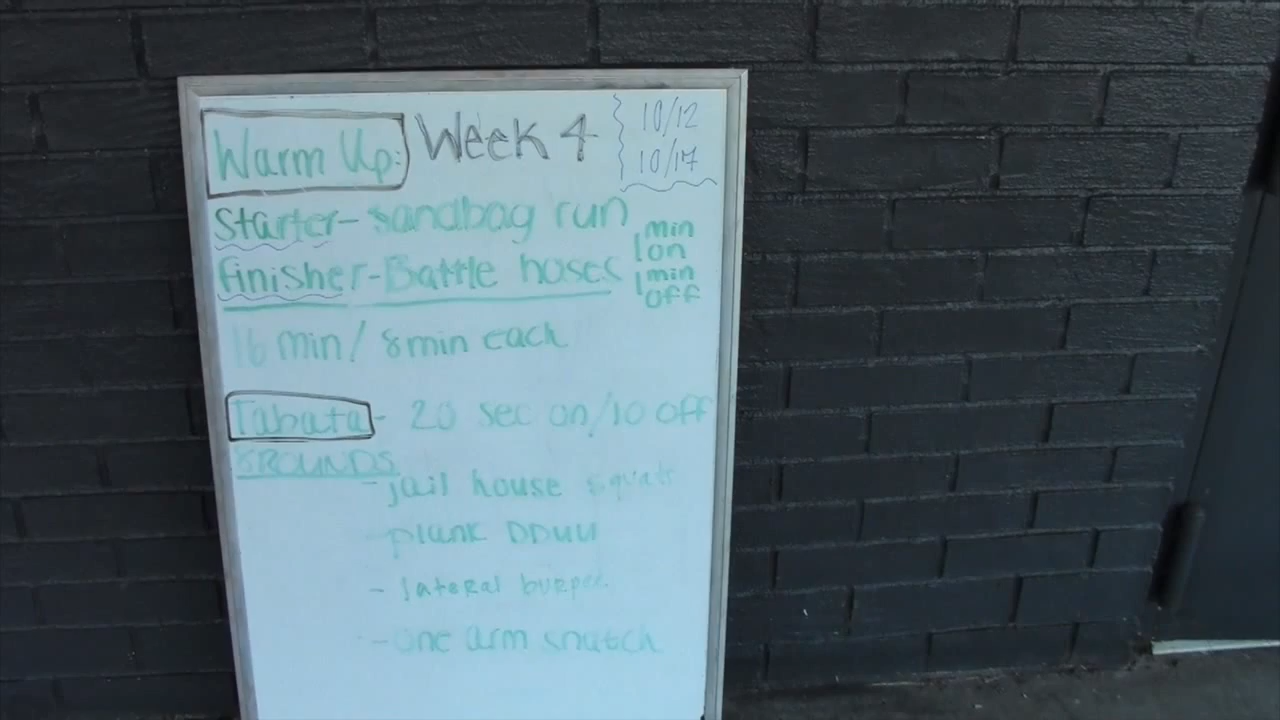 Warm Up: Week 4
10/12
10/17
Starter- sandbag run
Finisher- Battle hoses
1 min on
1 min off
16 min/ 8 min each
Tabata - 20 sec on/10 off
8 ROUNDS
- jail house squats
- plank DDUU
- lateral burpee
- one arm snatch